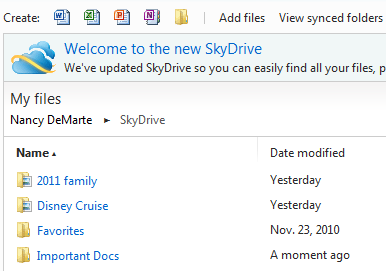 Create: Add files View synced folders
Welcome to the new SkyDrive
We've updated SkyDrive so you can easily find all your files, p
My files
Nancy DeMarte ► SkyDrive
Name ▲ Date modified
2011 family Yesterday
Disney Cruise Yesterday
Favorites Nov. 23, 2010
Important Docs A moment ago